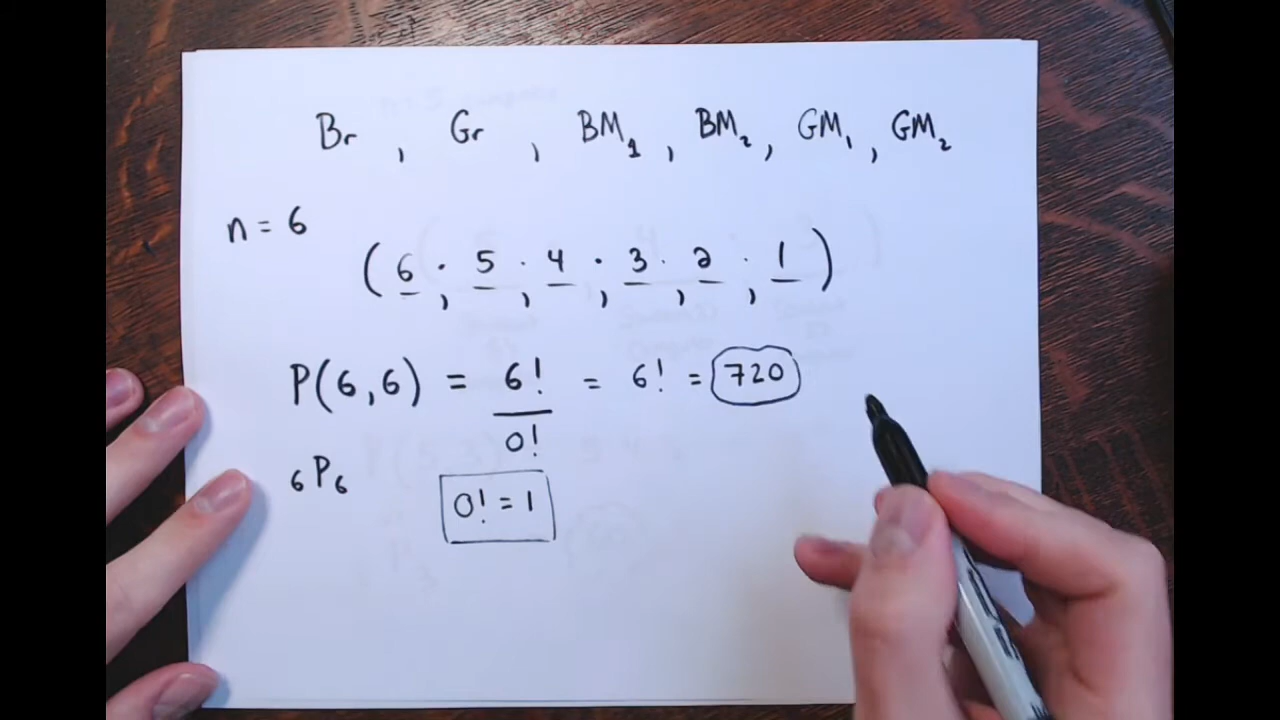 Br , Gr , BM₁ , BM₂ , GM₁ , GM₂
n = 6
( 6 · 5 · 4 · 3 · 2 · 1 )
, , , , ,
P(6,6) = 6!/0! = 6! = 720
₆P₆
0! = 1